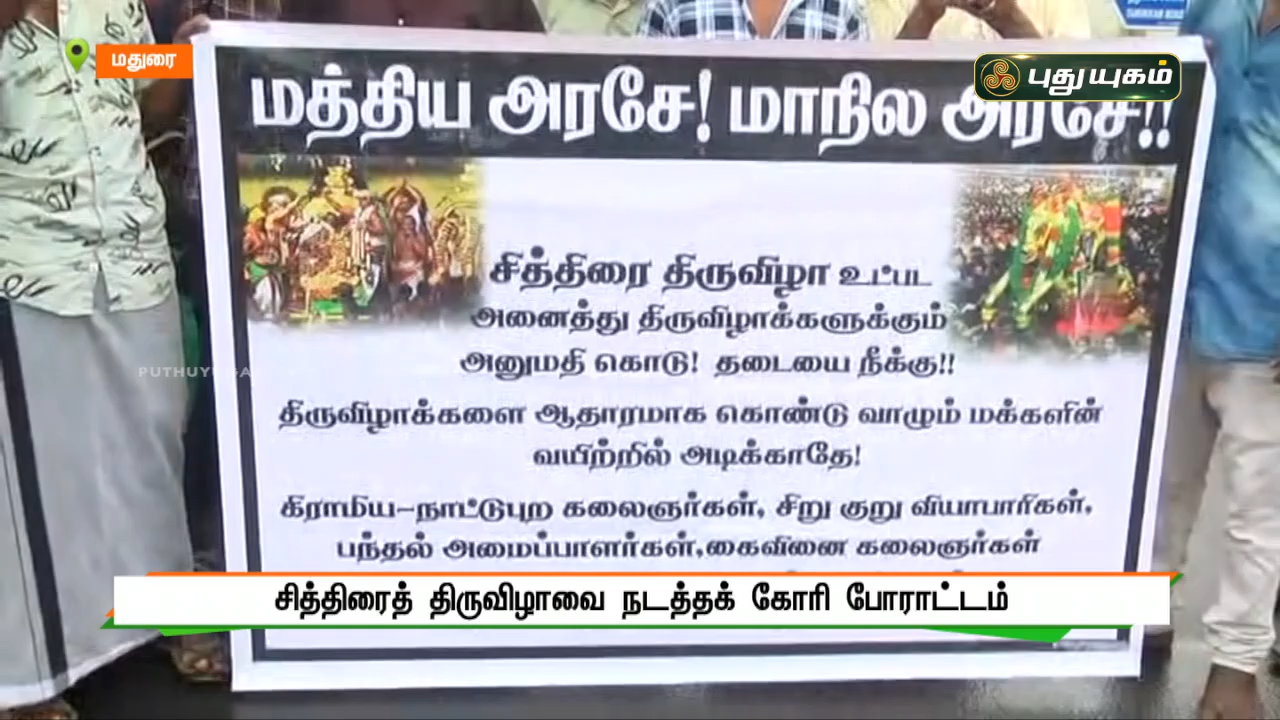 மதுரை
புதுயுகம்
மத்திய அரசே! மாநில அரசே!!
சித்திரை திருவிழா உட்பட
அனைத்து திருவிழாக்களுக்கும்
அனுமதி கொடு! தடையை நீக்கு!!
திருவிழாக்களை ஆதாரமாக கொண்டு வாழும் மக்களின்
வயிற்றில் அடிக்காதே!
கிராமிய-நாட்டுபுற கலைஞர்கள், சிறு குறு வியாபாரிகள்,
பந்தல் அமைப்பாளர்கள்,கைவினை கலைஞர்கள்
சித்திரைத் திருவிழாவை நடத்தக் கோரி போராட்டம்